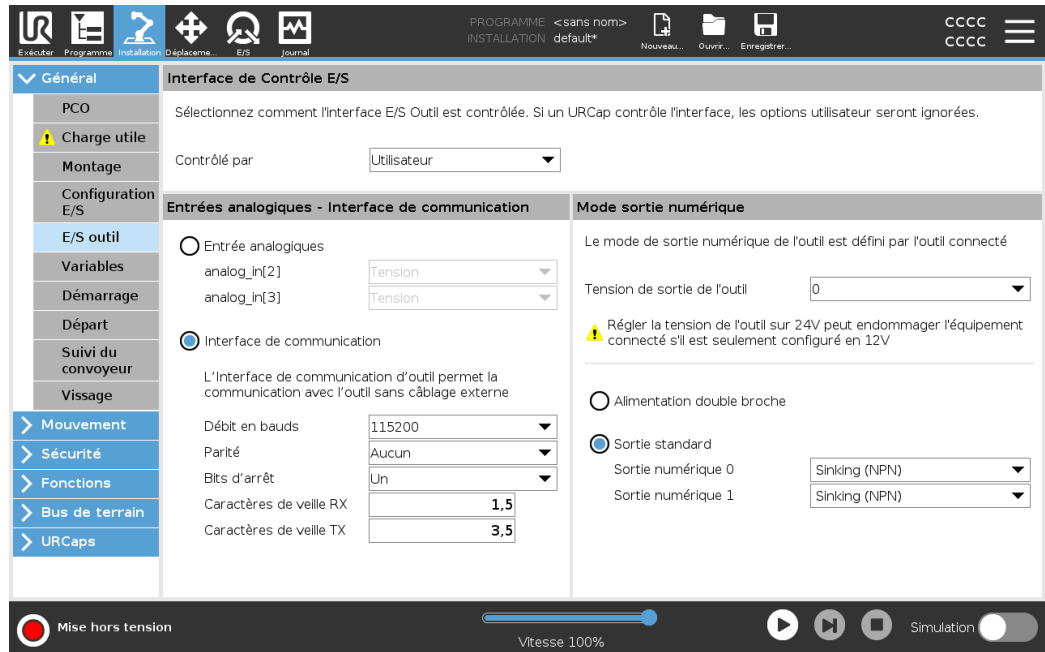 PROGRAMME <sans nom>
INSTALLATION default*
Exécuter
Programme
Installation
Déplaceme...
E/S
Journal
Nouveau...
Ouvrir...
Enregistrer...
CCCC
CCCC
Général
PCO
Charge utile
Montage
Configuration
E/S
E/S outil
Variables
Démarrage
Départ
Suivi du
convoyeur
Vissage
Mouvement
Sécurité
Fonctions
Bus de terrain
URCaps
Interface de Contrôle E/S
Sélectionnez comment l'interface E/S Outil est contrôlée. Si un URCap contrôle l'interface, les options utilisateur seront ignorées.
Contrôlé par
Utilisateur
Entrées analogiques - Interface de communication
Entrée analogiques
analog_in[2]
Tension
analog_in[3]
Tension
Interface de communication
L'Interface de communication d'outil permet la
communication avec l'outil sans câblage externe
Débit en bauds
115200
Parité
Aucun
Bits d'arrêt
Un
Caractères de veille RX
1,5
Caractères de veille TX
3,5
Mode sortie numérique
Le mode de sortie numérique de l'outil est défini par l'outil connecté
Tension de sortie de l'outil
0
Régler la tension de l'outil sur 24V peut endommager l'équipement
connecté s'il est seulement configuré en 12V
Alimentation double broche
Sortie standard
Sortie numérique 0
Sinking (NPN)
Sortie numérique 1
Sinking (NPN)
Mise hors tension
Vitesse 100%
Simulation